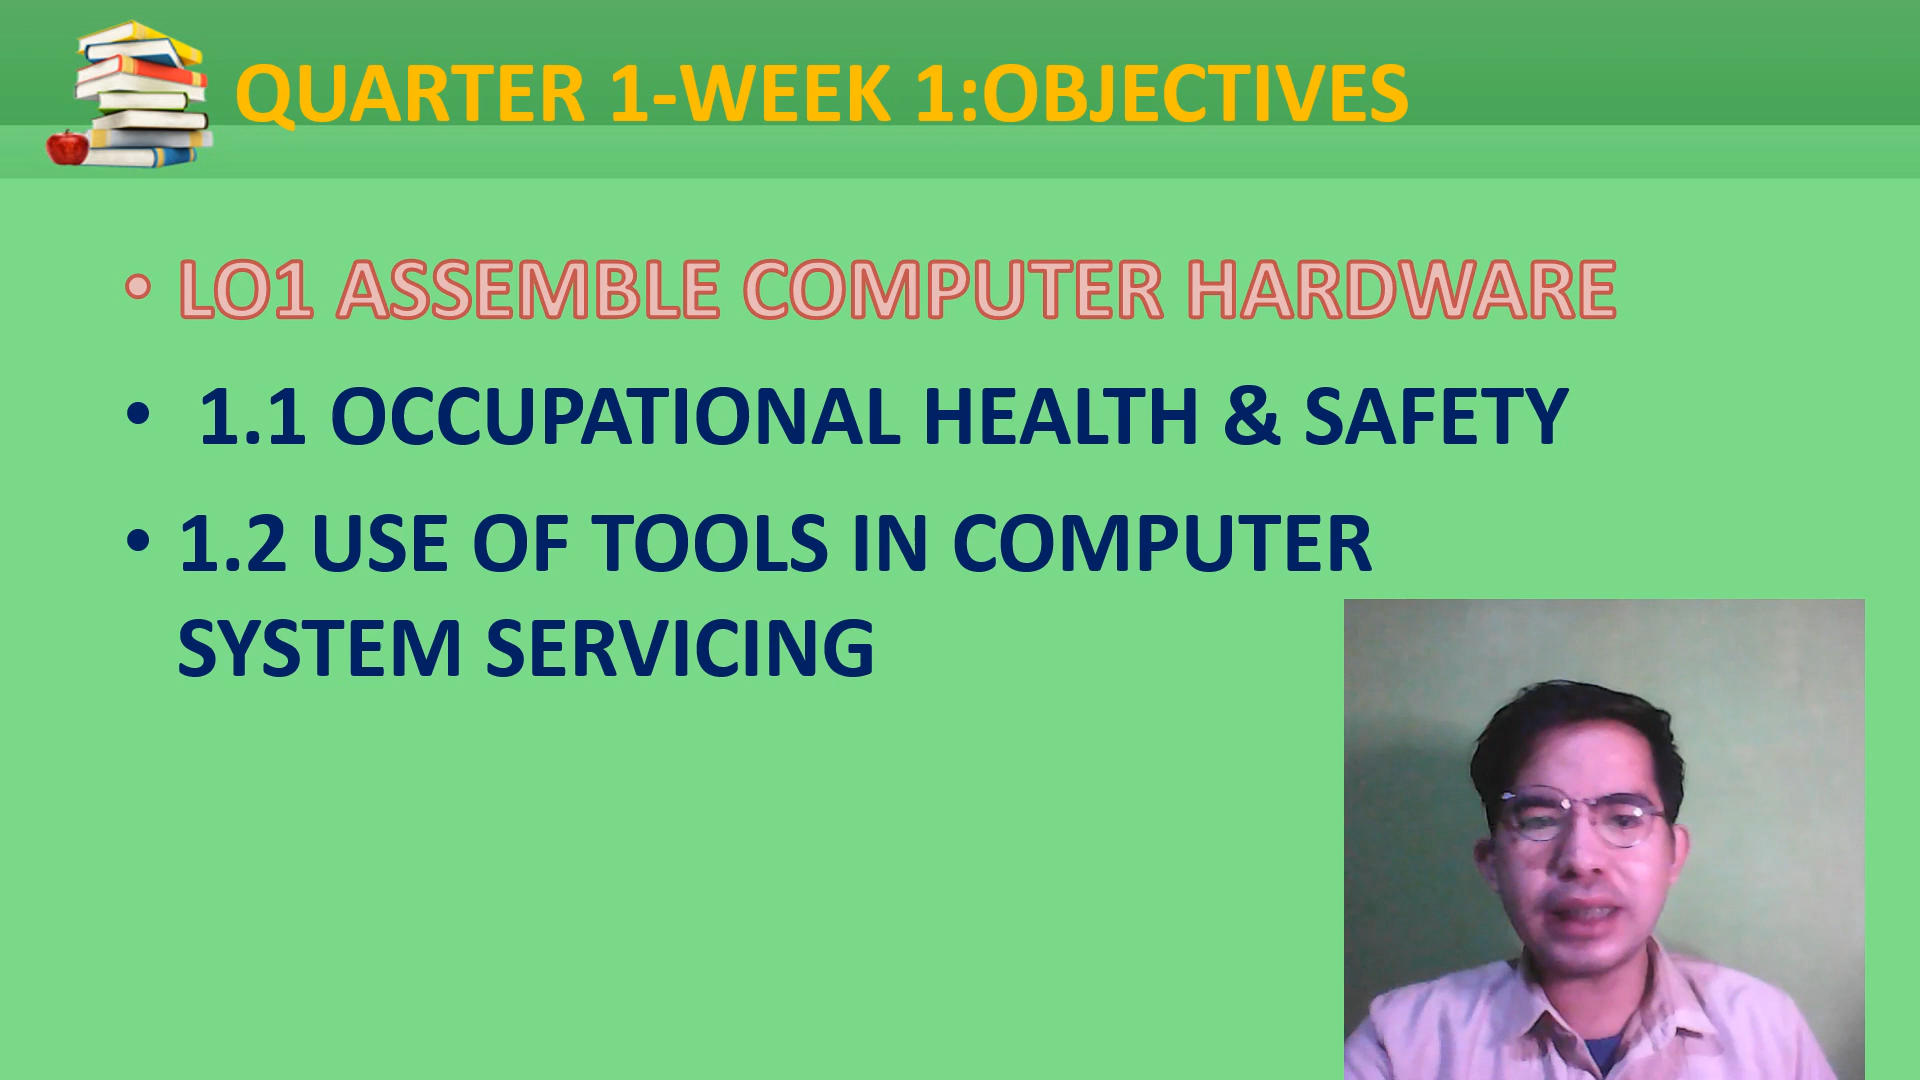 QUARTER 1-WEEK 1:OBJECTIVES
• LO1 ASSEMBLE COMPUTER HARDWARE
• 1.1 OCCUPATIONAL HEALTH & SAFETY
• 1.2 USE OF TOOLS IN COMPUTER
SYSTEM SERVICING